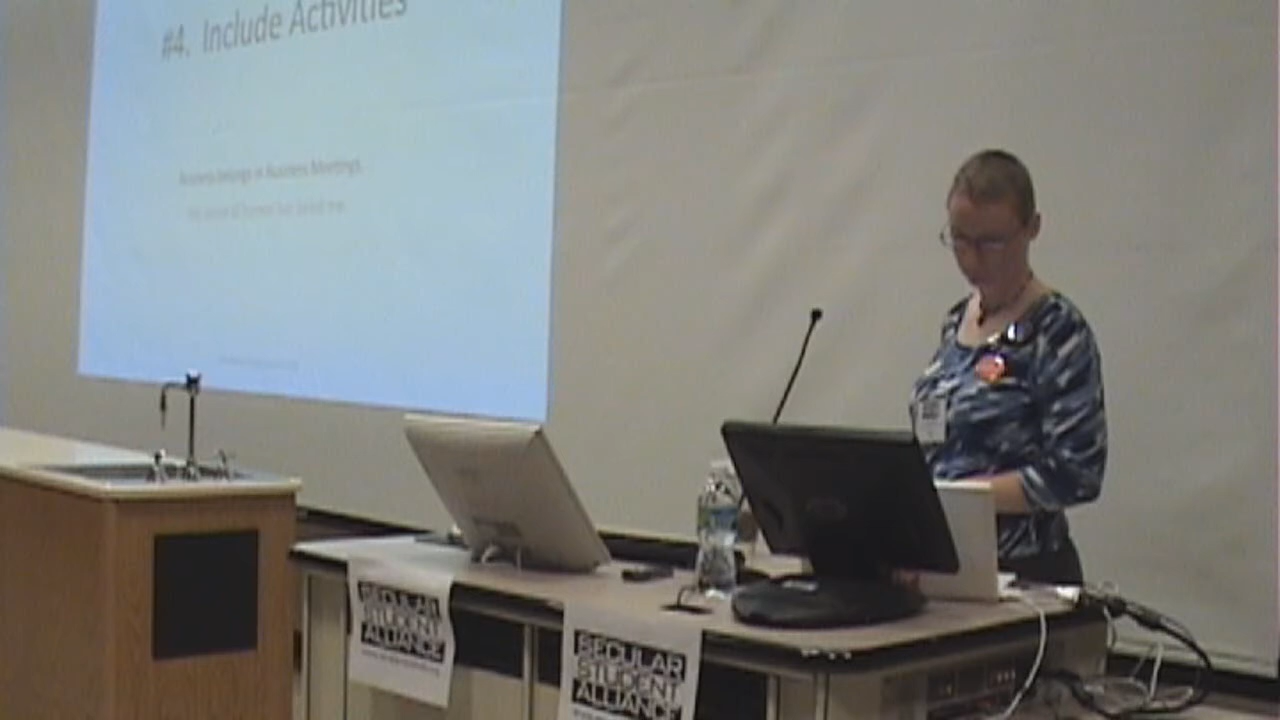 #4. Include Activities
Business belongs in Business Meetings.
SECULAR
STUDENT
ALLIANCE
SECULAR
STUDENT
ALLIANCE